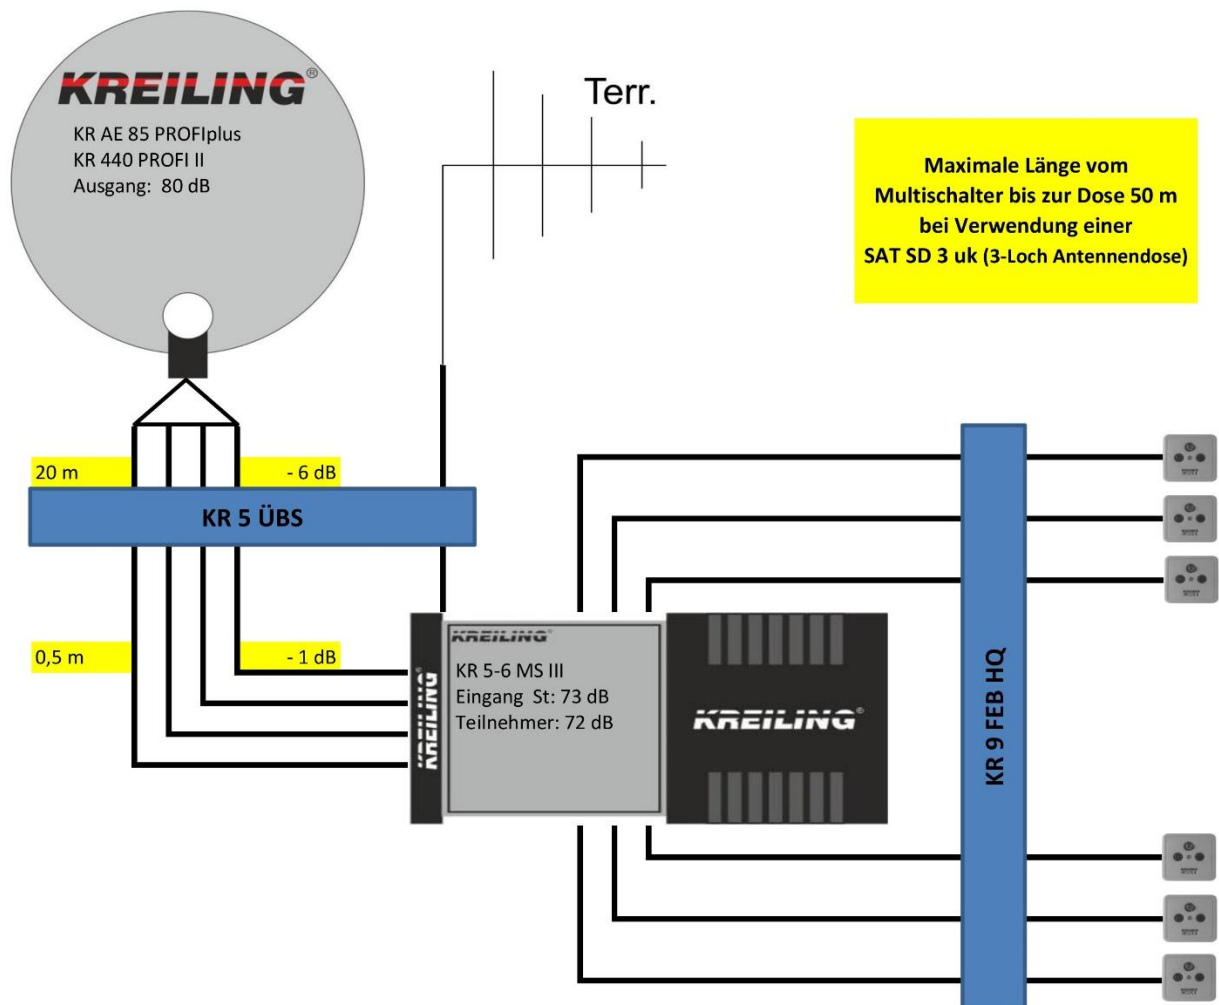 KREILING®
KR AE 85 PROFIplus
KR 440 PROFI II
Ausgang: 80 dB
Terr.
Maximale Länge vom
Multischalter bis zur Dose 50 m
bei Verwendung einer
SAT SD 3 uk (3-Loch Antennendose)
20 m
- 6 dB
KR 5 ÜBS
0,5 m
- 1 dB
KREILING
KREILING®
KR 5-6 MS III
Eingang St: 73 dB
Teilnehmer: 72 dB
KREILING®
KR 9 FEB HQ